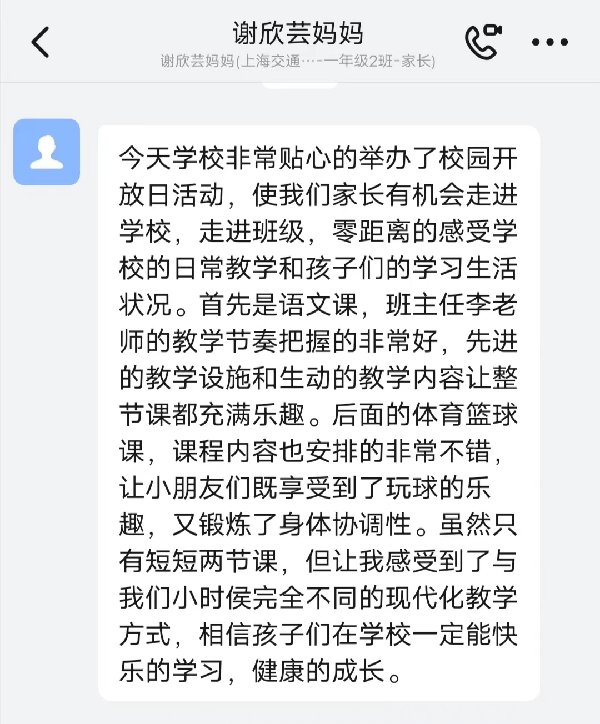 谢欣芸妈妈
谢欣芸妈妈(上海交通…-一年级2班-家长)
今天学校非常贴心的举办了校园开
放日活动，使我们家长有机会走进
学校，走进班级，零距离的感受学
校的日常教学和孩子们的学习生活
状况。首先是语文课，班主任李老
师的教学节奏把握的非常好，先进
的教学设施和生动的教学内容让整
节课都充满乐趣。后面的体育篮球
课，课程内容也安排的非常不错，
让小朋友们既享受到了玩球的乐
趣，又锻炼了身体协调性。虽然只
有短短两节课，但让我感受到了与
我们小时侯完全不同的现代化教学
方式，相信孩子们在学校一定能快
乐的学习，健康的成长。